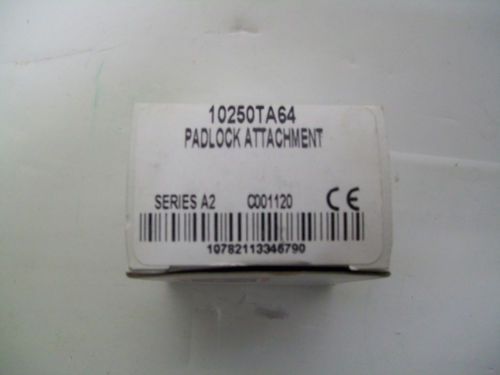 10250TA64
PADLOCK ATTACHMENT
SERIES A2 C001120 CE
10782113346790